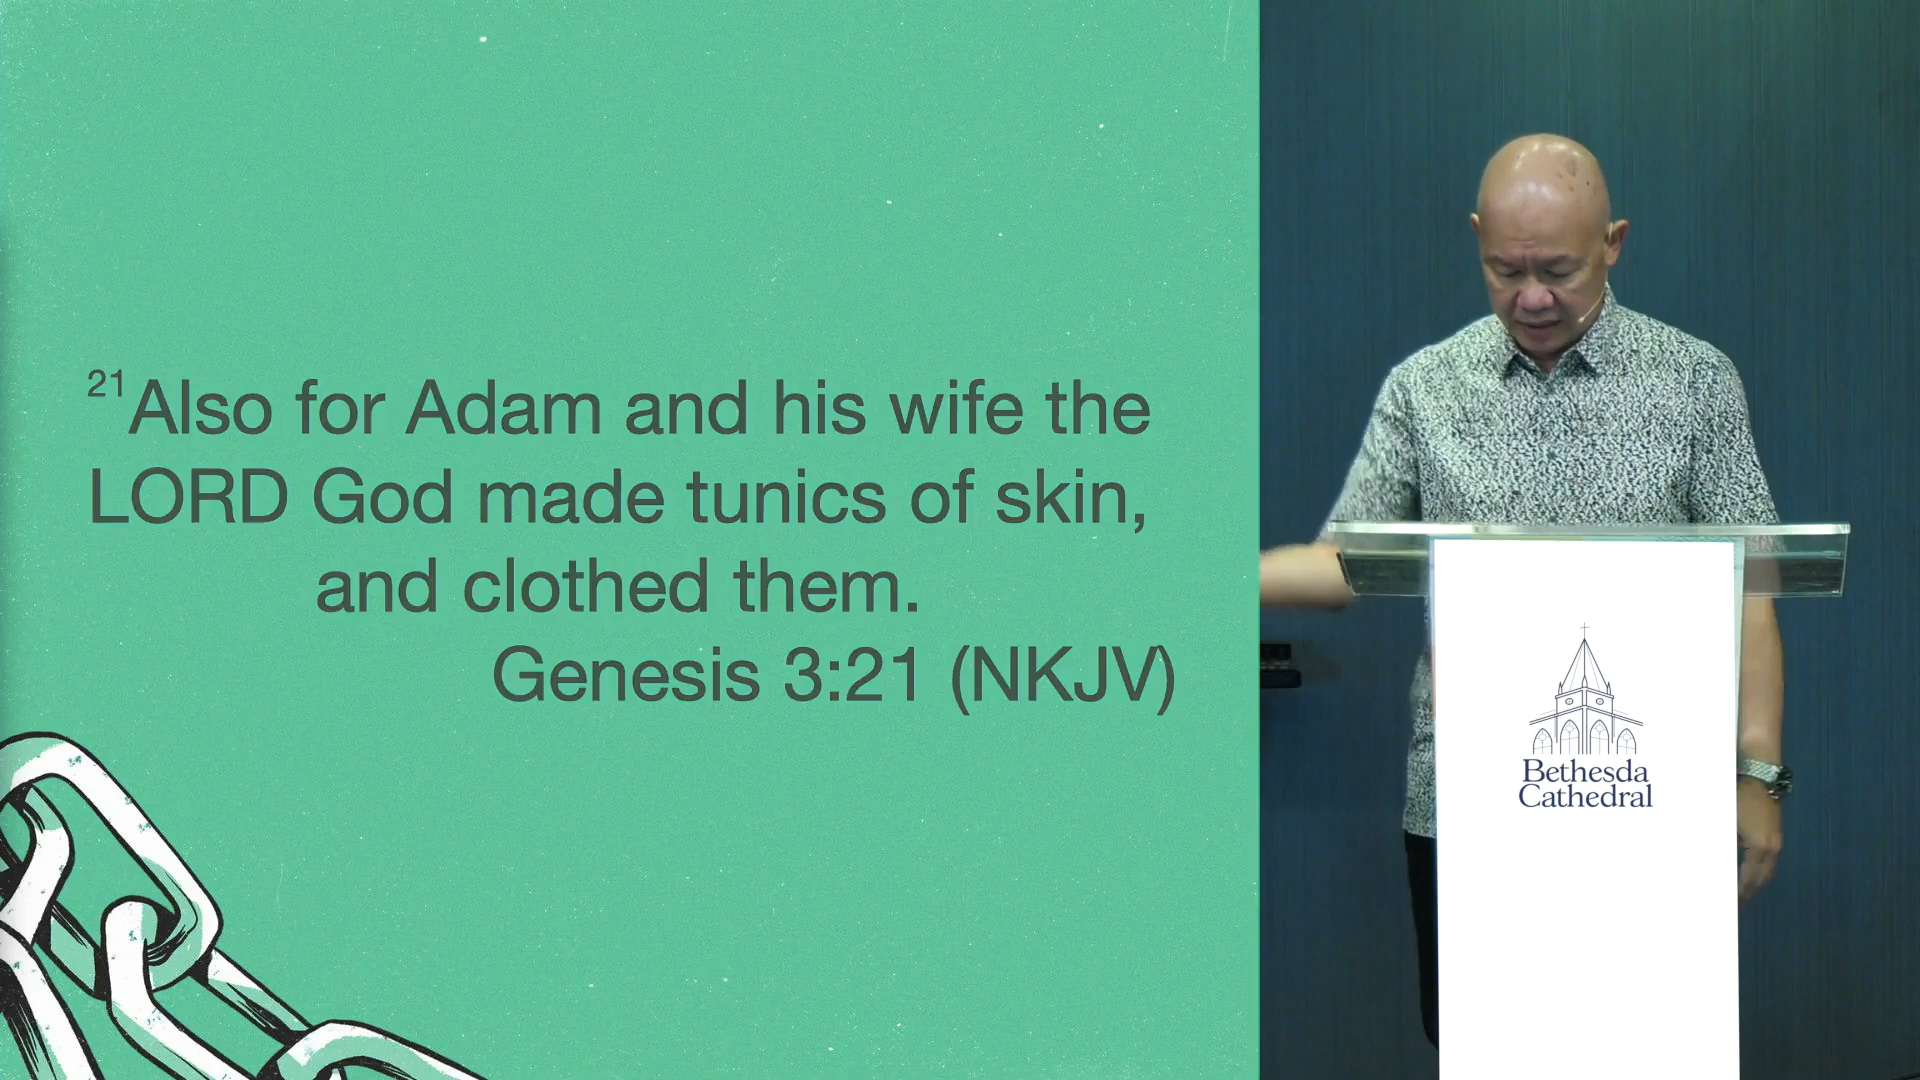 21Also for Adam and his wife the
LORD God made tunics of skin,
and clothed them.
Genesis 3:21 (NKJV)
Bethesda
Cathedral